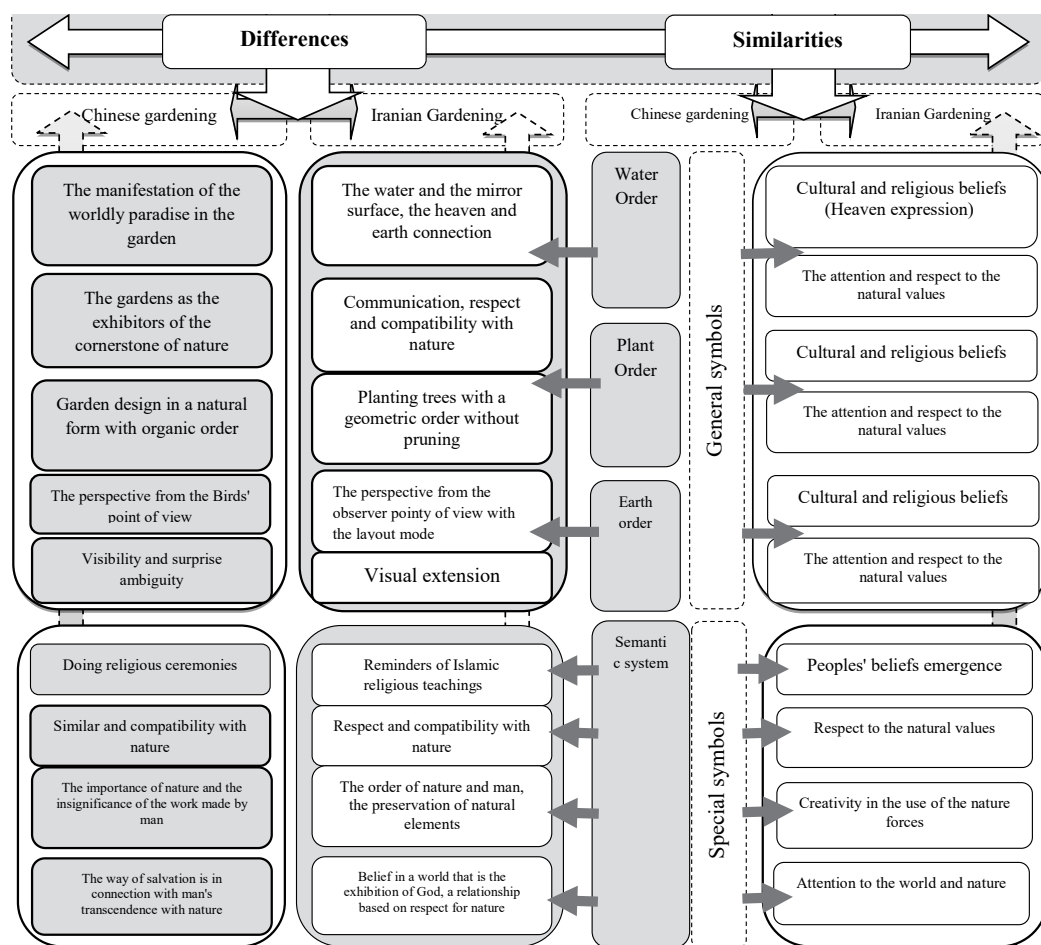 Differences
Similarities
Chinese gardening
Iranian Gardening
Chinese gardening
Iranian Gardening
The manifestation of the
worldly paradise in the
garden
The gardens as the
exhibitors of the
cornerstone of nature
Garden design in a natural
form with organic order
The perspective from the Birds'
point of view
Visibility and surprise
ambiguity
Doing religious ceremonies
Similar and compatibility with
nature
The importance of nature and the
insignificance of the work made by
man
The way of salvation is in
connection with man's
transcendence with nature
The water and the mirror
surface, the heaven and
earth connection
Communication, respect
and compatibility with
nature
Planting trees with a
geometric order without
pruning
The perspective from the
observer pointy of view with
the layout mode
Visual extension
Reminders of Islamic
religious teachings
Respect and compatibility with
nature
The order of nature and man,
the preservation of natural
elements
Belief in a world that is the
exhibition of God, a relationship
based on respect for nature
Water
Order
Plant
Order
Earth
order
Semanti
c system
General symbols
Special symbols
Cultural and religious beliefs
(Heaven expression)
The attention and respect to the
natural values
Cultural and religious beliefs
The attention and respect to the
natural values
Cultural and religious beliefs
The attention and respect to the
natural values
Peoples' beliefs emergence
Respect to the natural values
Creativity in the use of the nature
forces
Attention to the world and nature